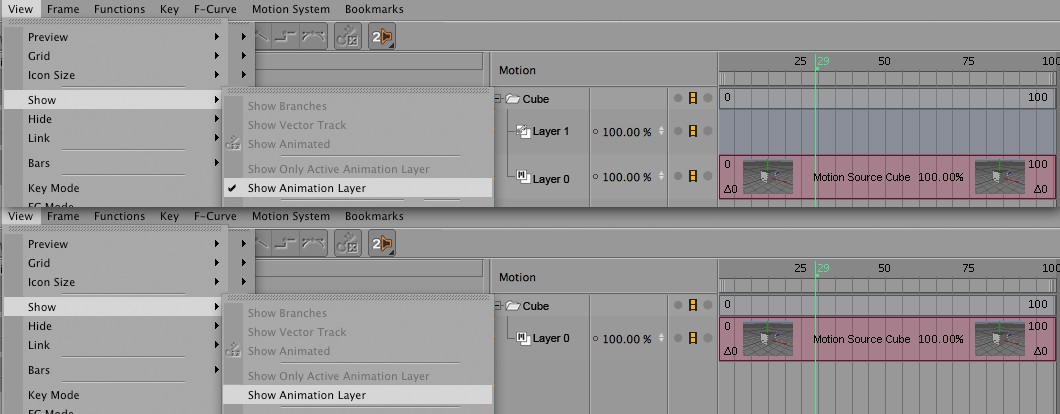 View Frame Functions Key F-Curve Motion System Bookmarks
Preview
Grid
Icon Size
Show
Hide
Link
Bars
Key Mode
Show Branches
Show Vector Track
Show Animated
Show Only Active Animation Layer
Show Animation Layer
2
Motion
25 29 50 75 100
Cube
0 100
Layer 1 100.00 %
Layer 0 100.00 %
0 100
Motion Source Cube 100.00%
Δ0 Δ0
View Frame Functions Key F-Curve Motion System Bookmarks
Preview
Grid
Icon Size
Show
Hide
Link
Bars
Key Mode
Show Branches
Show Vector Track
Show Animated
Show Only Active Animation Layer
Show Animation Layer
2
Motion
25 29 50 75 100
Cube
0 100
Layer 0 100.00 %
0 100
Motion Source Cube 100.00%
Δ0 Δ0